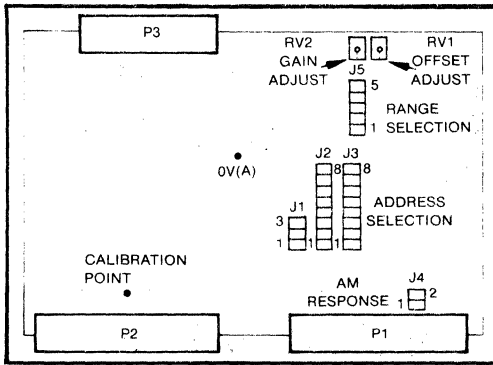 P3
RV2
GAIN
ADJUST
RV1
OFFSET
ADJUST
J5
5
1
RANGE
SELECTION
0V(A)
J2
J3
8
8
J1
3
1
1
1
ADDRESS
SELECTION
CALIBRATION
POINT
AM
RESPONSE
J4
2
1
P2
P1